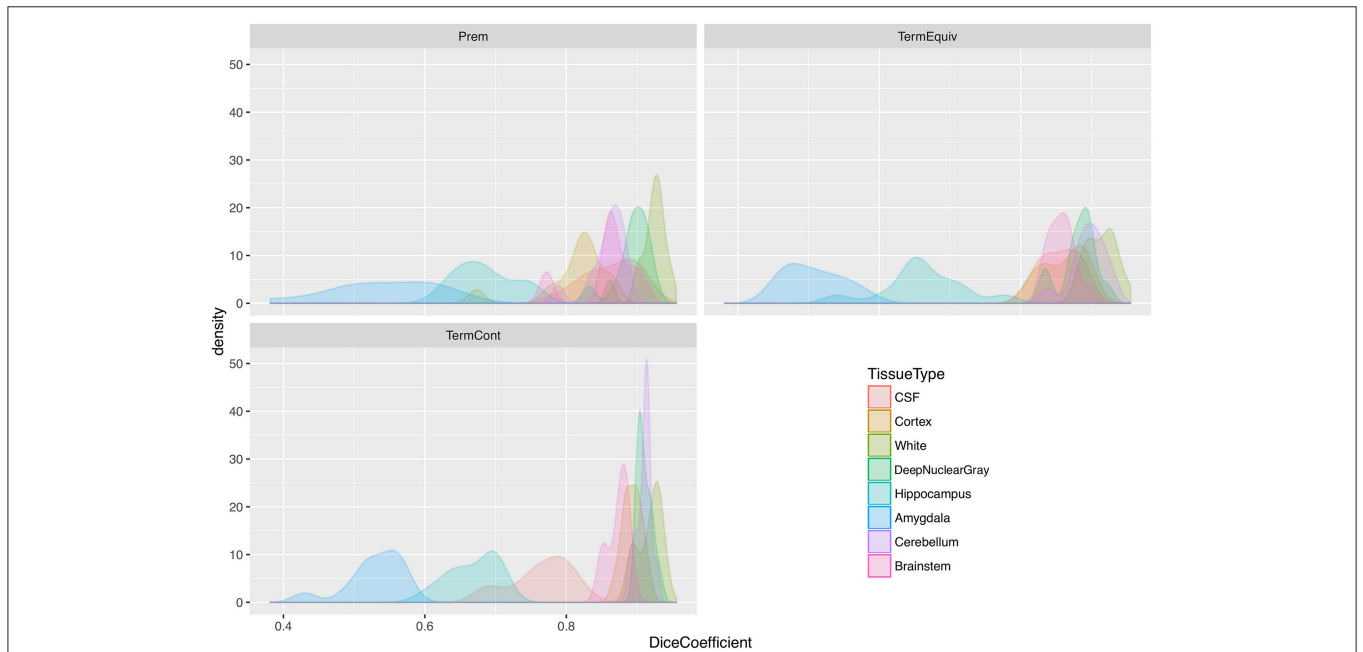 Prem
TermEquiv
50
40
30
20
10
0
TermCont
density
50
40
30
20
10
0
0.4
0.6
0.8
DiceCoefficient
TissueType
CSF
Cortex
White
DeepNuclearGray
Hippocampus
Amygdala
Cerebellum
Brainstem